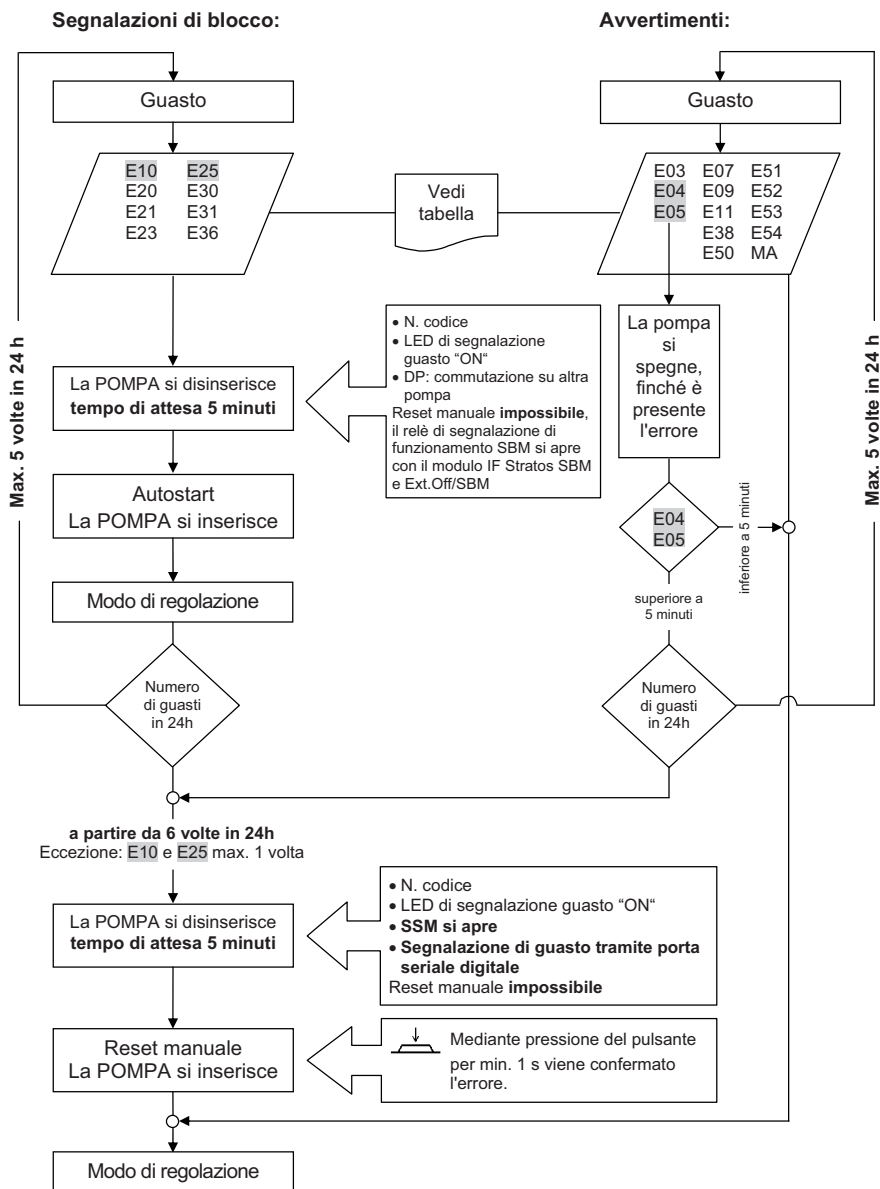 Segnalazioni di blocco:
Avvertimenti:
Guasto
Guasto
E10 E25
E20 E30
E21 E31
E23 E36
Vedi
tabella
E03 E07 E51
E04 E09 E52
E05 E11 E53
E38 E54
E50 MA
Max. 5 volte in 24 h
Max. 5 volte in 24 h
La POMPA si disinserisce
tempo di attesa 5 minuti
• N. codice
• LED di segnalazione
guasto “ON“
• DP: commutazione su altra
pompa
Reset manuale impossibile,
il relè di segnalazione di
funzionamento SBM si apre
con il modulo IF Stratos SBM
e Ext.Off/SBM
La pompa
si
spegne,
finché è
presente
l'errore
Autostart
La POMPA si inserisce
E04
E05
inferiore a 5 minuti
superiore a
5 minuti
Modo di regolazione
Numero
di guasti
in 24h
Numero
di guasti
in 24h
a partire da 6 volte in 24h
Eccezione: E10 e E25 max. 1 volta
La POMPA si disinserisce
tempo di attesa 5 minuti
• N. codice
• LED di segnalazione guasto “ON“
• SSM si apre
• Segnalazione di guasto tramite porta
seriale digitale
Reset manuale impossibile
Reset manuale
La POMPA si inserisce
Mediante pressione del pulsante
per min. 1 s viene confermato
l'errore.
Modo di regolazione